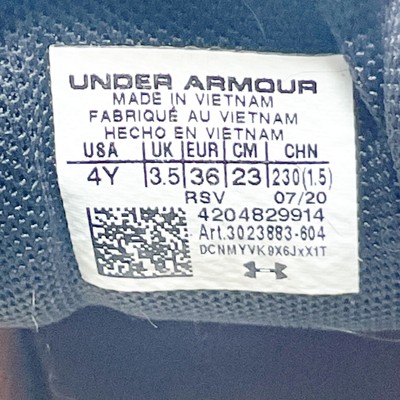 UNDER ARMOUR
MADE IN VIETNAM
FABRIQUÉ AU VIETNAM
HECHO EN VIETNAM
USA UK EUR CM CHN
4Y 3.5 36 23 230(1.5)
RSV 07/20
4204829914
Art.3023883-604
DCNMYVK9X6JxX1T